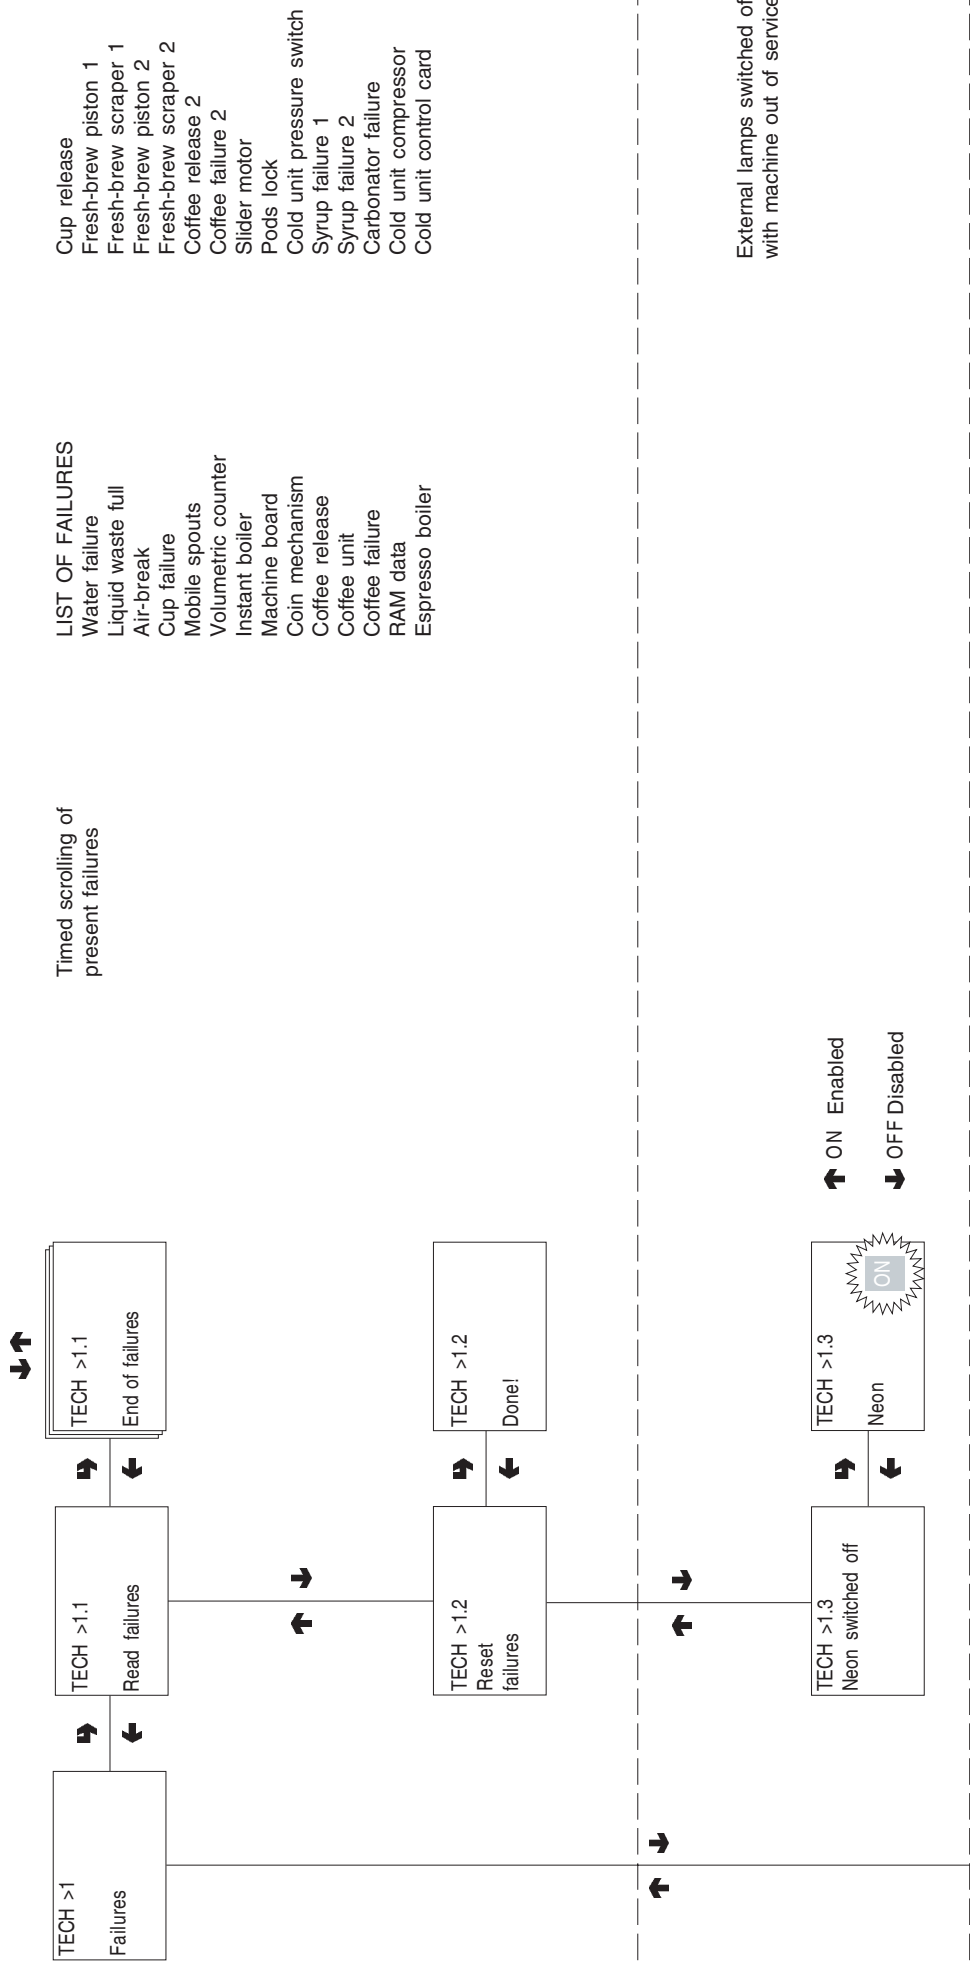 TECH >1
Failures
TECH >1.1
Read failures
TECH >1.1
End of failures
Timed scrolling of
present failures
LIST OF FAILURES
Water failure
Liquid waste full
Air-break
Cup failure
Mobile spouts
Volumetric counter
Instant boiler
Machine board
Coin mechanism
Coffee release
Coffee unit
Coffee failure
RAM data
Espresso boiler
Cup release
Fresh-brew piston 1
Fresh-brew scraper 1
Fresh-brew piston 2
Fresh-brew scraper 2
Coffee release 2
Coffee failure 2
Slider motor
Pods lock
Cold unit pressure switch
Syrup failure 1
Syrup failure 2
Carbonator failure
Cold unit compressor
Cold unit control card
TECH >1.2
Reset
failures
TECH >1.2
Done!
TECH >1.3
Neon switched off
TECH >1.3
Neon
ON
ON Enabled
OFF Disabled
External lamps switched of
with machine out of service